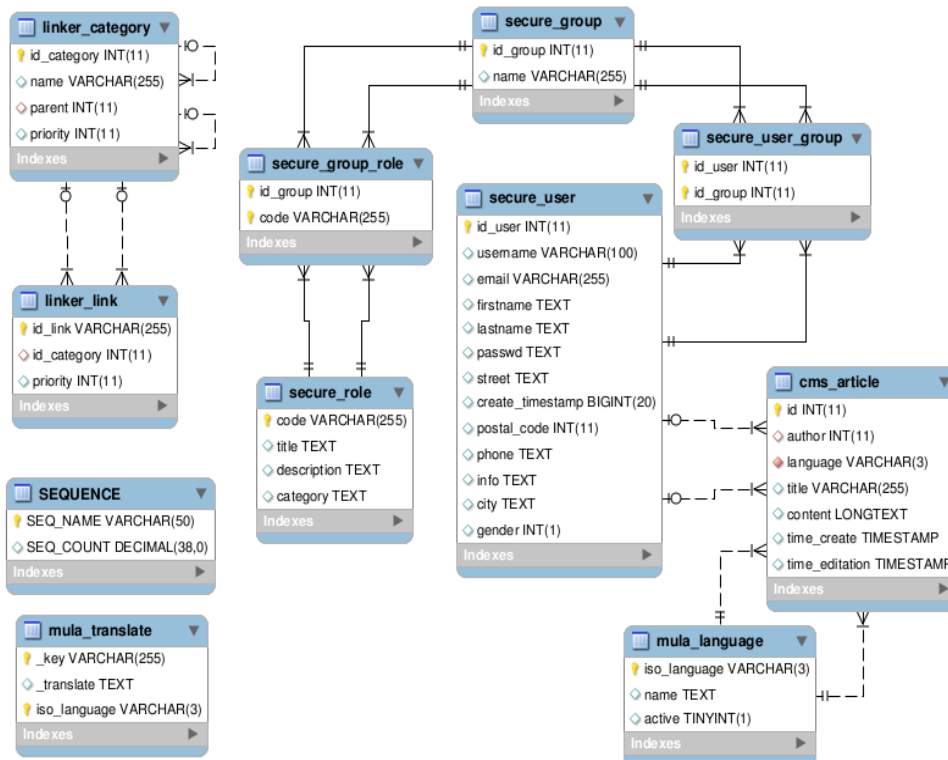 linker_category
id_category INT(11)
name VARCHAR(255)
parent INT(11)
priority INT(11)
Indexes
secure_group
id_group INT(11)
name VARCHAR(255)
Indexes
secure_group_role
id_group INT(11)
code VARCHAR(255)
Indexes
secure_user_group
id_user INT(11)
id_group INT(11)
Indexes
secure_user
id_user INT(11)
username VARCHAR(100)
email VARCHAR(255)
firstname TEXT
lastname TEXT
passwd TEXT
street TEXT
create_timestamp BIGINT(20)
postal_code INT(11)
phone TEXT
info TEXT
city TEXT
gender INT(1)
Indexes
linker_link
id_link VARCHAR(255)
id_category INT(11)
priority INT(11)
Indexes
secure_role
code VARCHAR(255)
title TEXT
description TEXT
category TEXT
Indexes
cms_article
id INT(11)
author INT(11)
language VARCHAR(3)
title VARCHAR(255)
content LONGTEXT
time_create TIMESTAMP
time_editation TIMESTAMP
Indexes
SEQUENCE
SEQ_NAME VARCHAR(50)
SEQ_COUNT DECIMAL(38,0)
Indexes
mula_translate
_key VARCHAR(255)
_translate TEXT
iso_language VARCHAR(3)
Indexes
mula_language
iso_language VARCHAR(3)
name TEXT
active TINYINT(1)
Indexes